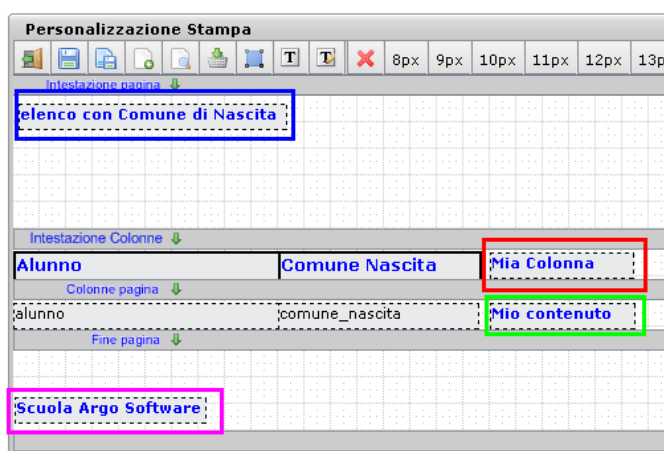 Personalizzazione Stampa
T T 8px 9px 10px 11px 12px 13p
Intestazione pagina
elenco con Comune di Nascita
Intestazione Colonne
Alunno Comune Nascita Mia Colonna
Colonne pagina
alunno comune_nascita Mio contenuto
Fine pagina
Scuola Argo Software